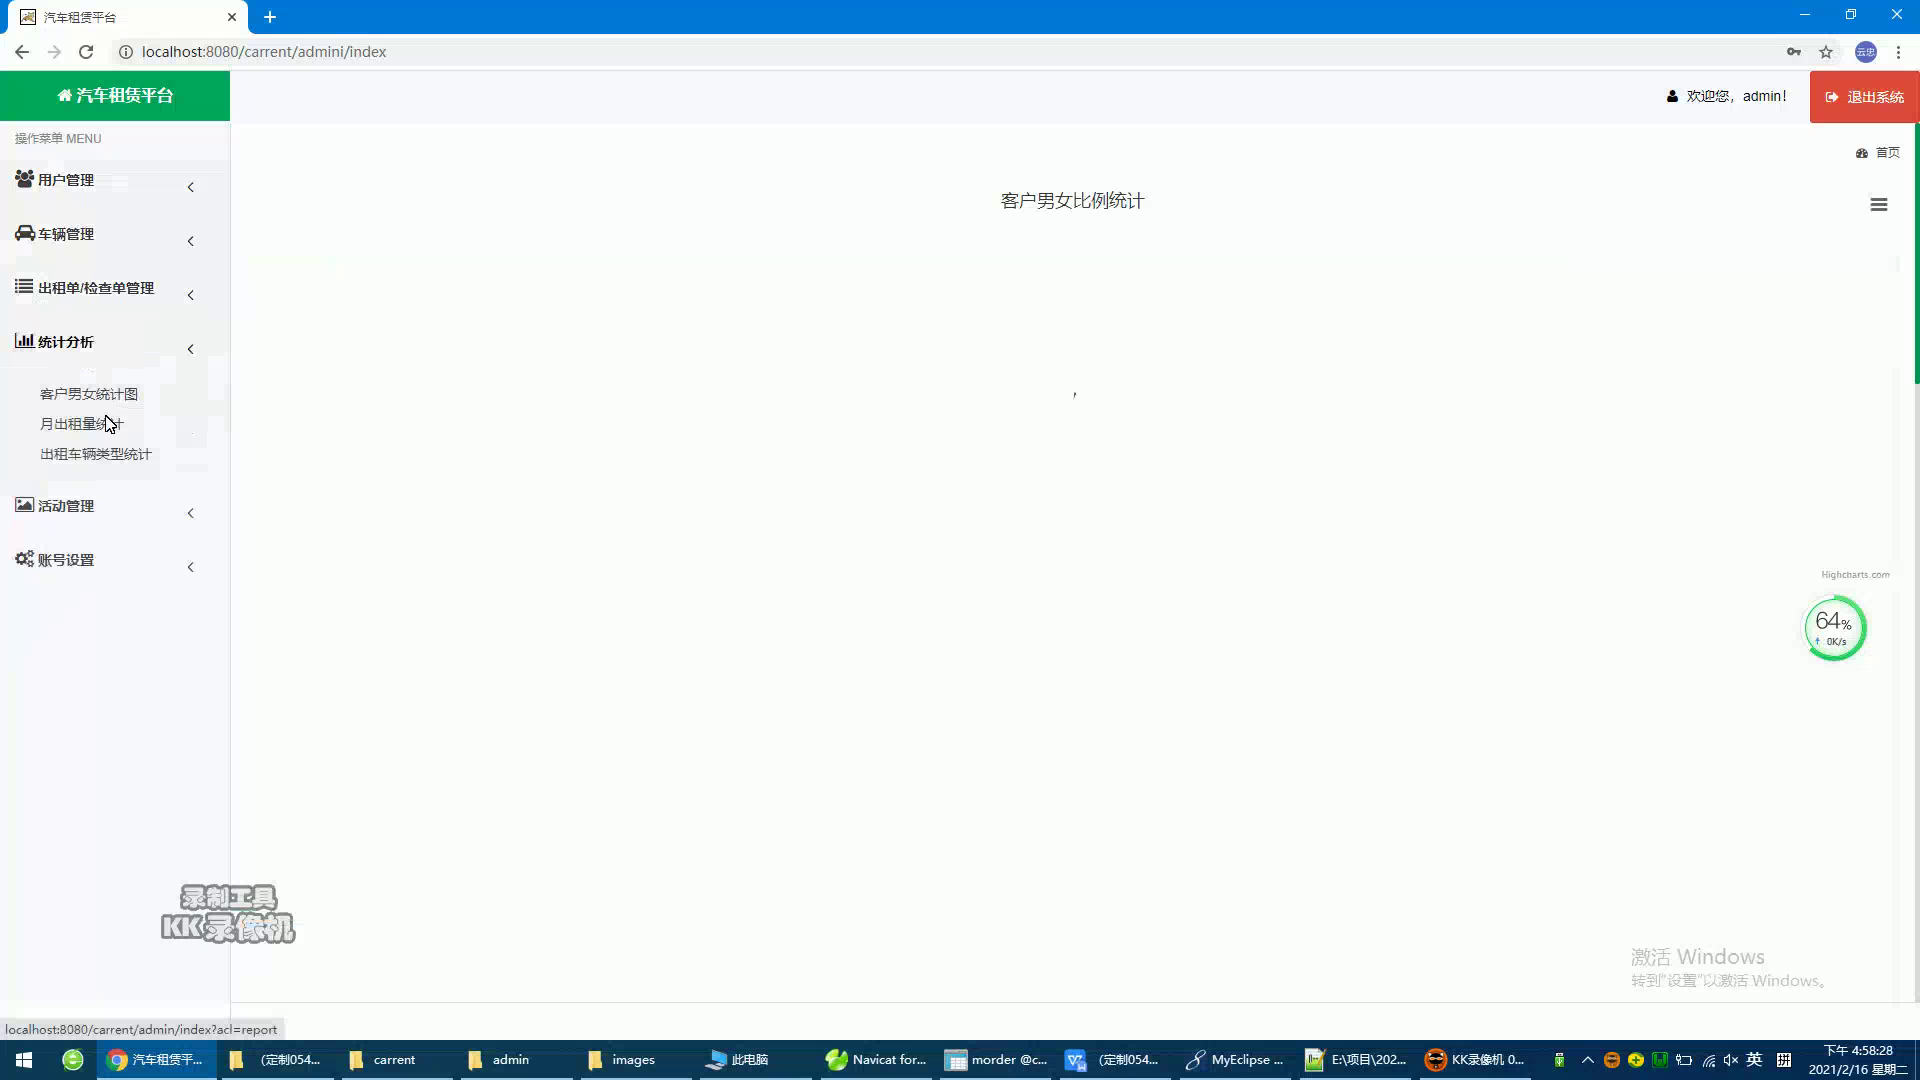 汽车租赁平台
localhost:8080/carrent/admini/index
云忠
汽车租赁平台
欢迎您，admin！
退出系统
操作菜单 MENU
首页
用户管理
客户男女比例统计
车辆管理
出租单/检查单管理
统计分析
客户男女统计图
月出租量统计
出租车辆类型统计
活动管理
账号设置
Highcharts.com
64%
0K/s
录制工具
KK录像机
激活 Windows
转到"设置"以激活 Windows。
localhost:8080/carrent/admin/index?acl=report
汽车租赁平...
(定制054...
carrent
admin
images
此电脑
Navicat for...
morder @c...
(定制054...
MyEclipse ...
E:\项目\202...
KK录像机 0...
英
拼
下午 4:58:28
2021/2/16 星期二